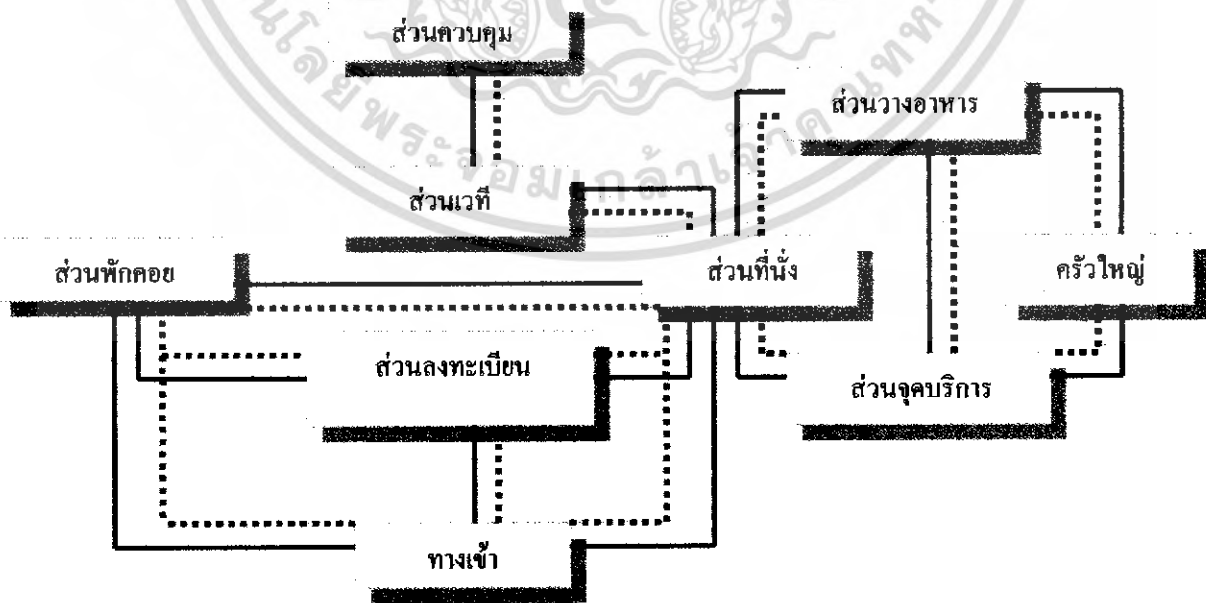 ส่วนควบคุม
ส่วนวางอาหาร
ส่วนเวที
ส่วนพักคอย
ส่วนที่นั่ง
ครัวใหญ่
ส่วนลงทะเบียน
ส่วนจุดบริการ
ทางเข้า